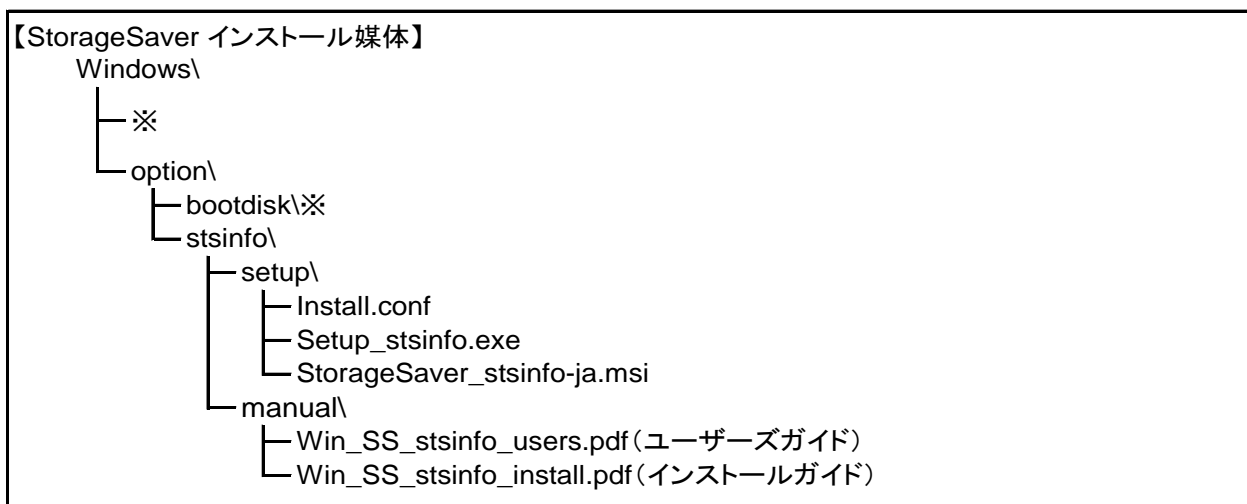 【StorageSaver インストール媒体】
Windows\
※
option\
bootdisk\※
stsinfo\
setup\
Install.conf
Setup_stsinfo.exe
StorageSaver_stsinfo-ja.msi
manual\
Win_SS_stsinfo_users.pdf(ユーザーズガイド)
Win_SS_stsinfo_install.pdf(インストールガイド)